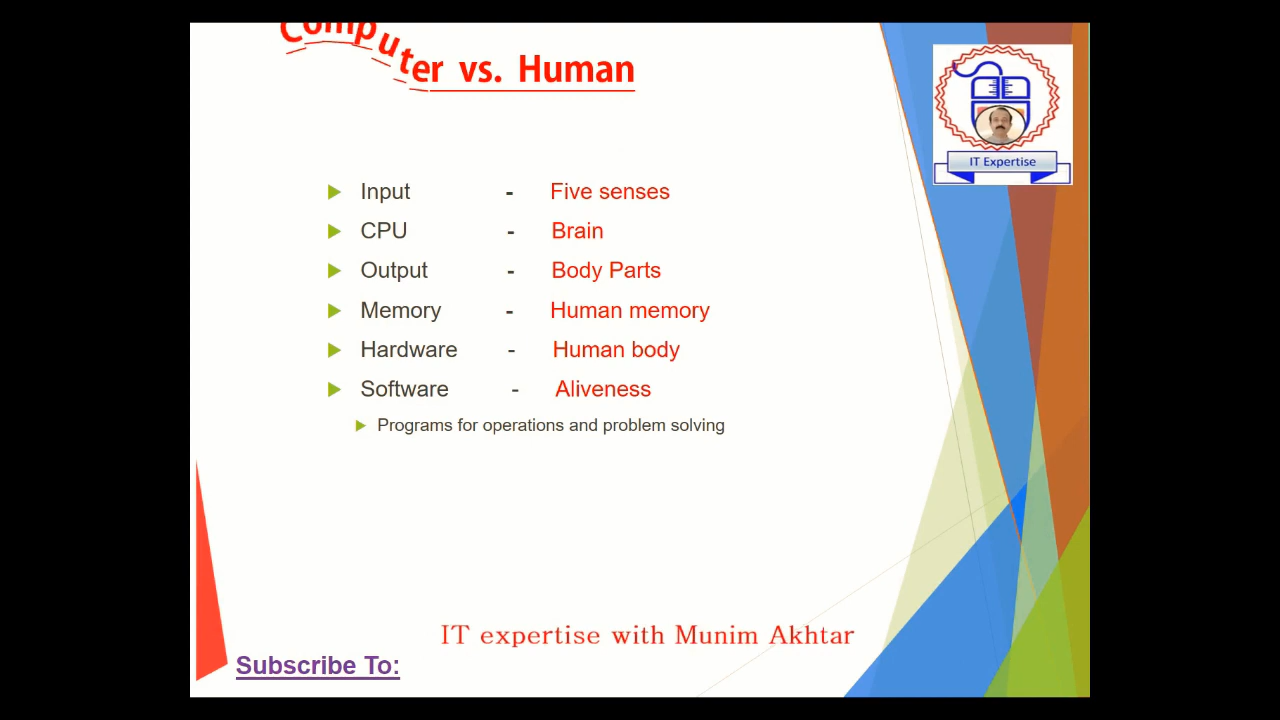 Computer vs. Human
IT Expertise
Input - Five senses
CPU - Brain
Output - Body Parts
Memory - Human memory
Hardware - Human body
Software - Aliveness
Programs for operations and problem solving
IT expertise with Munim Akhtar
Subscribe To: